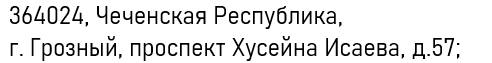 364024, Чеченская Республика,
г. Грозный, проспект Хусейна Исаева, д.57;